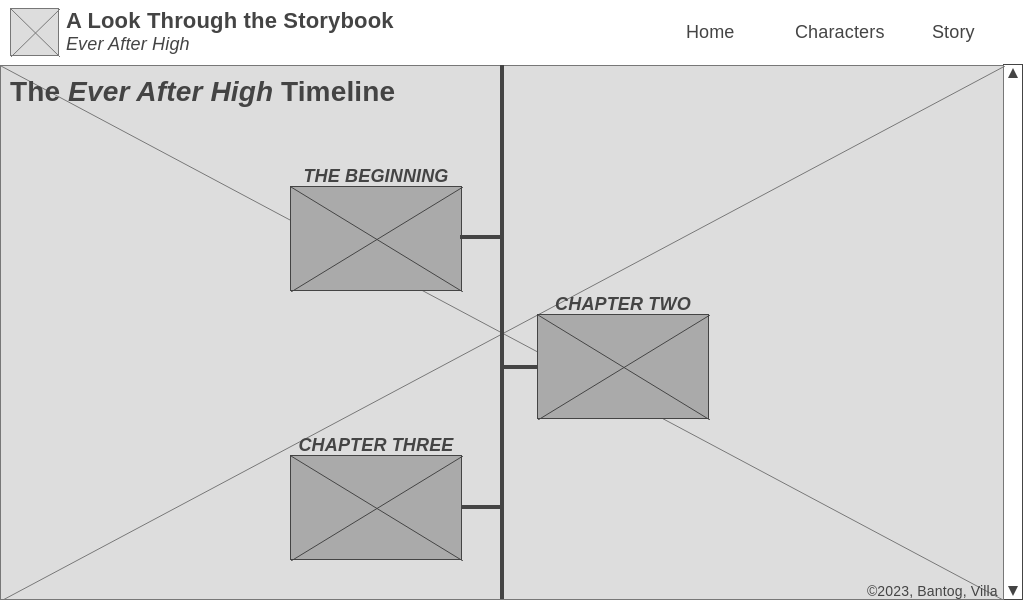 A Look Through the Storybook
Ever After High
Home Characters Story
The Ever After High Timeline
THE BEGINNING
CHAPTER TWO
CHAPTER THREE
©2023, Bantog, Villa